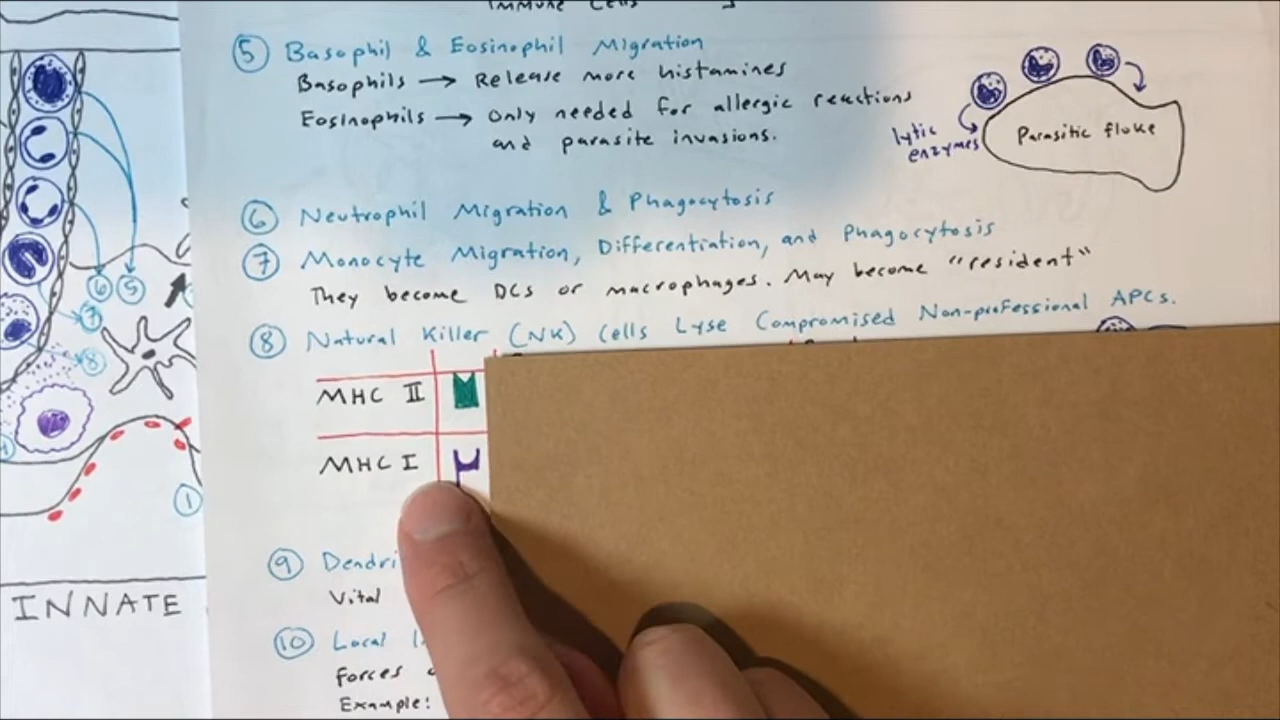 Immune Cells
5 Basophil & Eosinophil Migration
Basophils → Release more histamines
Eosinophils → Only needed for allergic reactions
and parasite invasions.
lytic
enzymes
Parasitic fluke
6 Neutrophil Migration & Phagocytosis
7 Monocyte Migration, Differentiation, and Phagocytosis
They become DCs or macrophages. May become "resident"
8 Natural Killer (NK) Cells Lyse Compromised Non-professional APCs.
MHC II
MHC I
9 Dendri
Vital
10 Local
Forces
Example:
6 5
7
8
1
INNATE